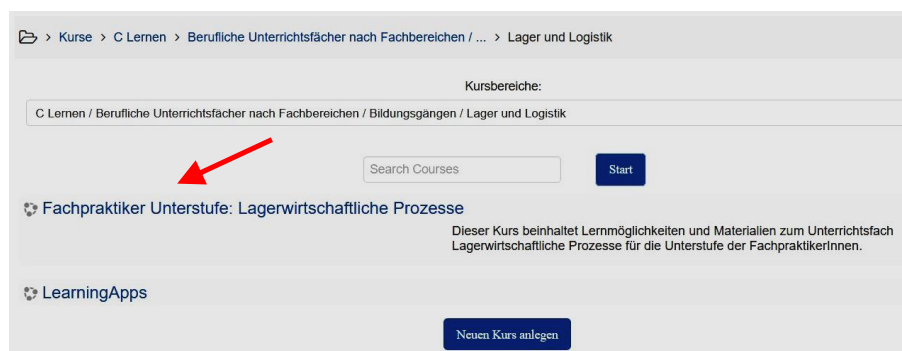 > Kurse > C Lernen > Berufliche Unterrichtsfächer nach Fachbereichen / ... > Lager und Logistik
Kursbereiche:
C Lernen / Berufliche Unterrichtsfächer nach Fachbereichen / Bildungsgängen / Lager und Logistik
Search Courses Start
Fachpraktiker Unterstufe: Lagerwirtschaftliche Prozesse
Dieser Kurs beinhaltet Lernmöglichkeiten und Materialien zum Unterrichtsfach
Lagerwirtschaftliche Prozesse für die Unterstufe der FachpraktikerInnen.
LearningApps
Neuen Kurs anlegen